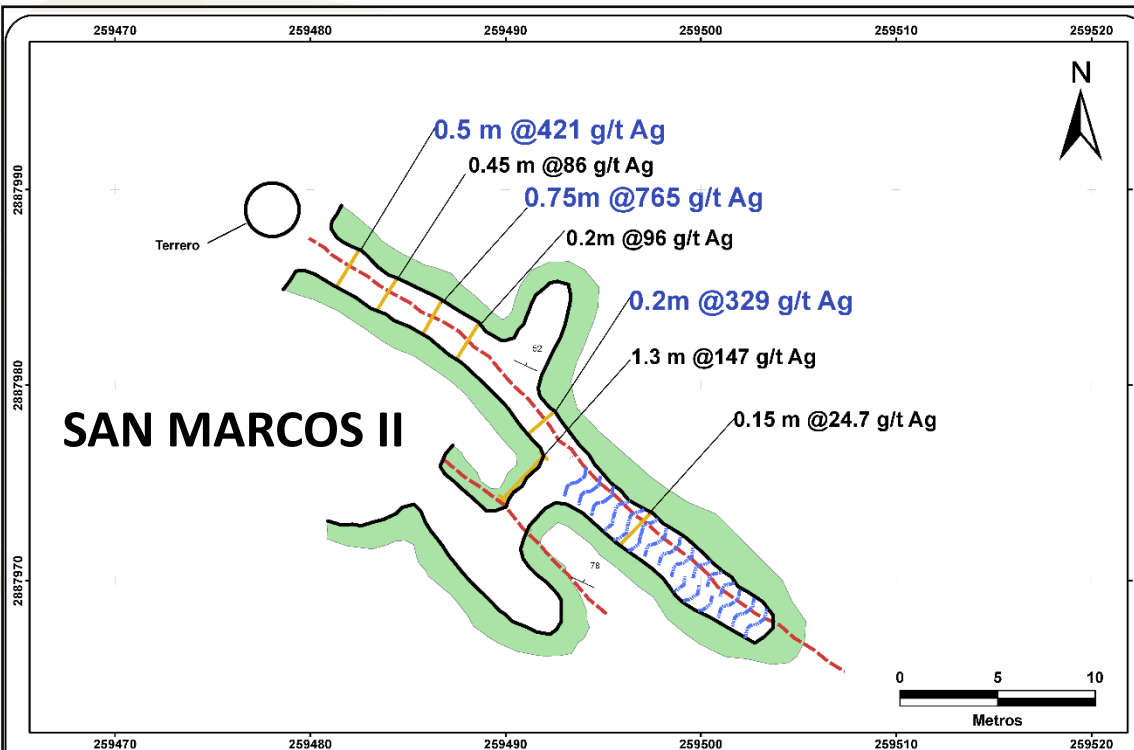 259470 259480 259490 259500 259510 259520
N
0.5 m @421 g/t Ag
0.45 m @86 g/t Ag
2887990
0.75m @765 g/t Ag
0.2m @96 g/t Ag
Terrero
0.2m @329 g/t Ag
52
1.3 m @147 g/t Ag
2887980
SAN MARCOS II
0.15 m @24.7 g/t Ag
78
2887970
0 5 10
Metros
259470 259480 259490 259500 259510 259520